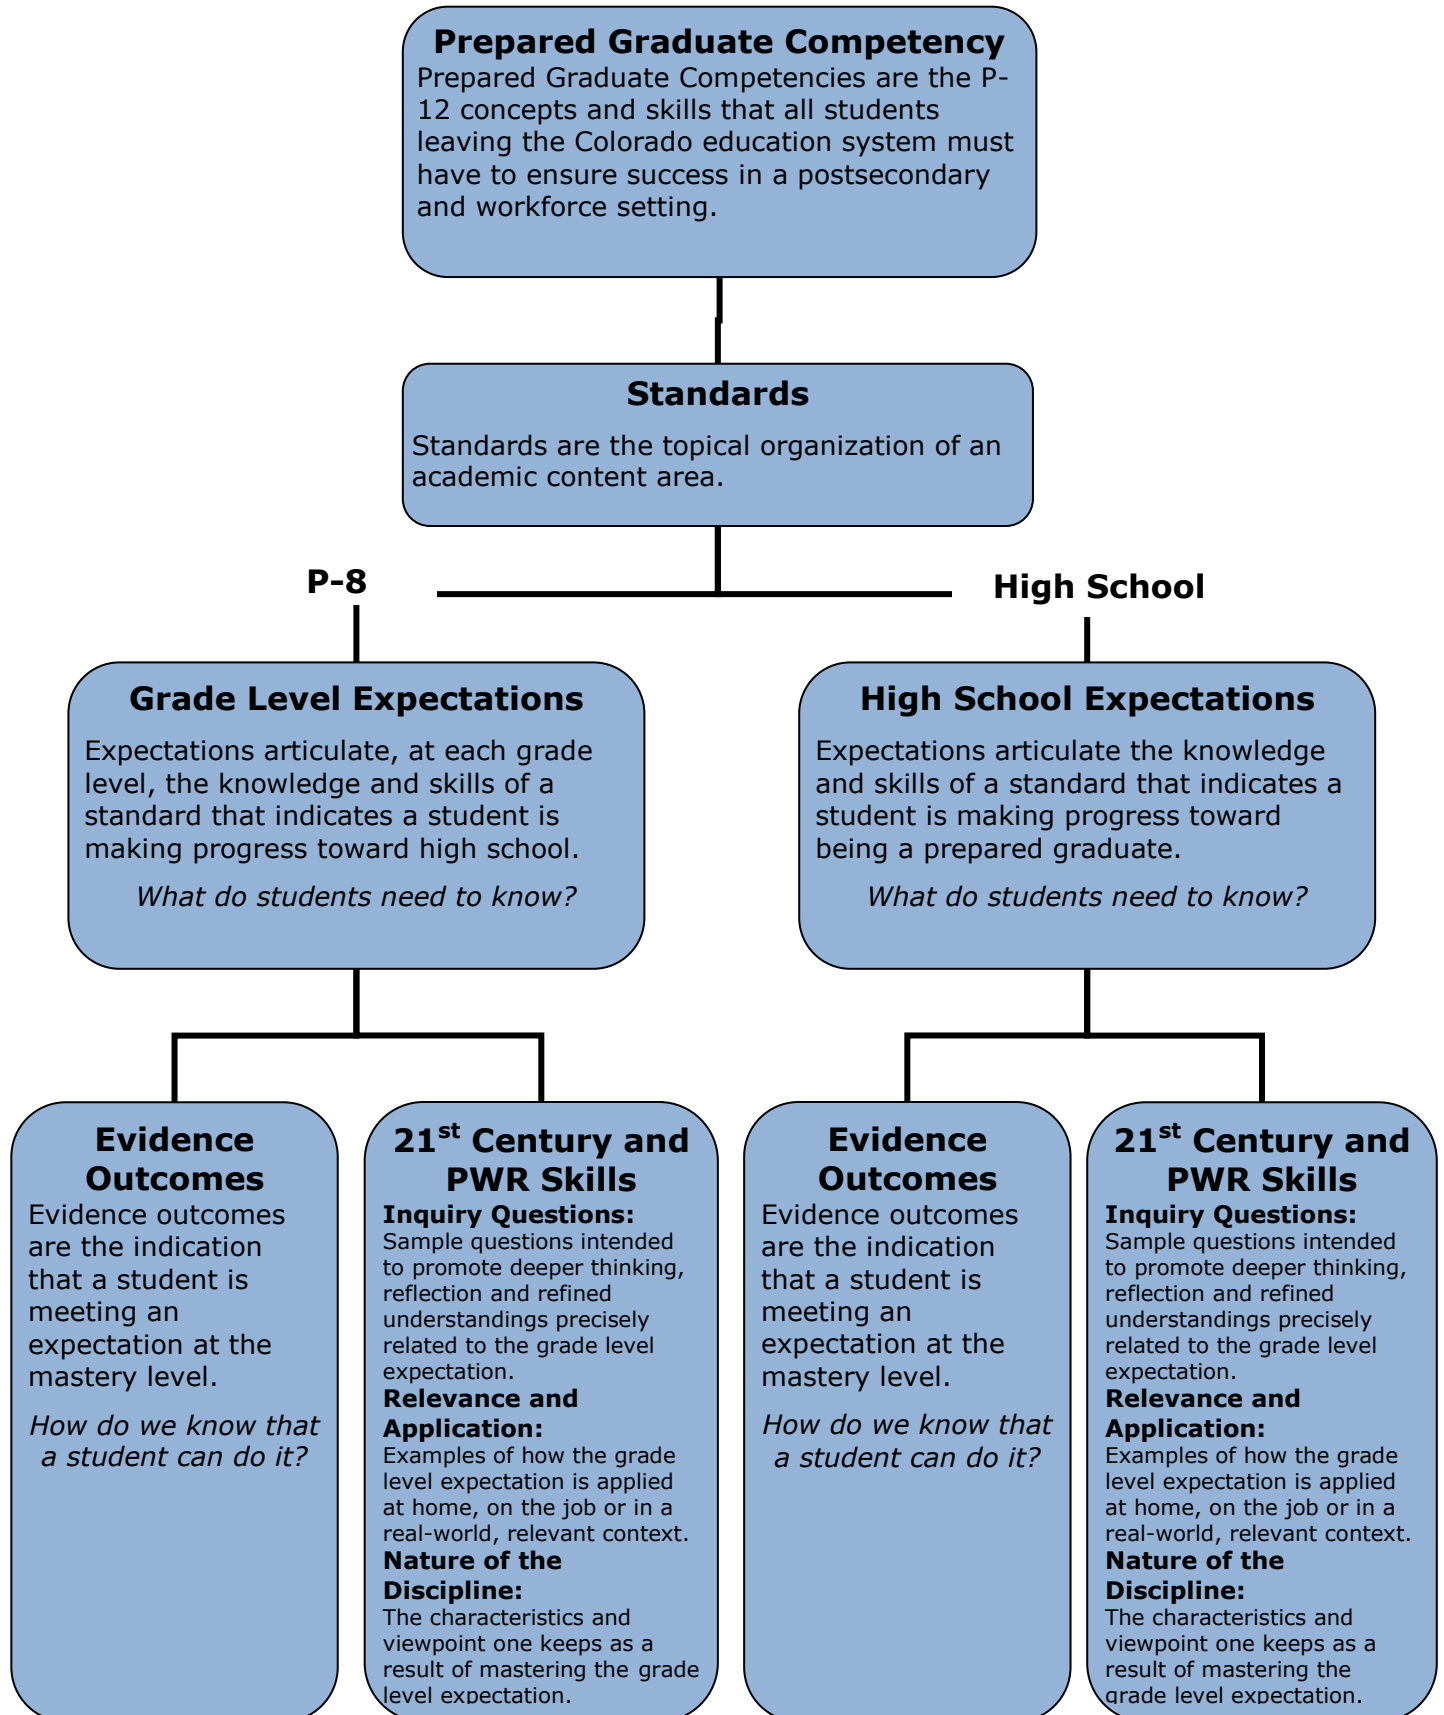 Prepared Graduate Competency
Prepared Graduate Competencies are the P-
12 concepts and skills that all students
leaving the Colorado education system must
have to ensure success in a postsecondary
and workforce setting.
Standards
Standards are the topical organization of an
academic content area.
P-8
High School
Grade Level Expectations
Expectations articulate, at each grade
level, the knowledge and skills of a
standard that indicates a student is
making progress toward high school.
What do students need to know?
High School Expectations
Expectations articulate the knowledge
and skills of a standard that indicates a
student is making progress toward
being a prepared graduate.
What do students need to know?
Evidence
Outcomes
Evidence outcomes
are the indication
that a student is
meeting an
expectation at the
mastery level.
How do we know that
a student can do it?
21st Century and
PWR Skills
Inquiry Questions:
Sample questions intended
to promote deeper thinking,
reflection and refined
understandings precisely
related to the grade level
expectation.
Relevance and
Application:
Examples of how the grade
level expectation is applied
at home, on the job or in a
real-world, relevant context.
Nature of the
Discipline:
The characteristics and
viewpoint one keeps as a
result of mastering the grade
level expectation.
Evidence
Outcomes
Evidence outcomes
are the indication
that a student is
meeting an
expectation at the
mastery level.
How do we know that
a student can do it?
21st Century and
PWR Skills
Inquiry Questions:
Sample questions intended
to promote deeper thinking,
reflection and refined
understandings precisely
related to the grade level
expectation.
Relevance and
Application:
Examples of how the grade
level expectation is applied
at home, on the job or in a
real-world, relevant context.
Nature of the
Discipline:
The characteristics and
viewpoint one keeps as a
result of mastering the
grade level expectation.